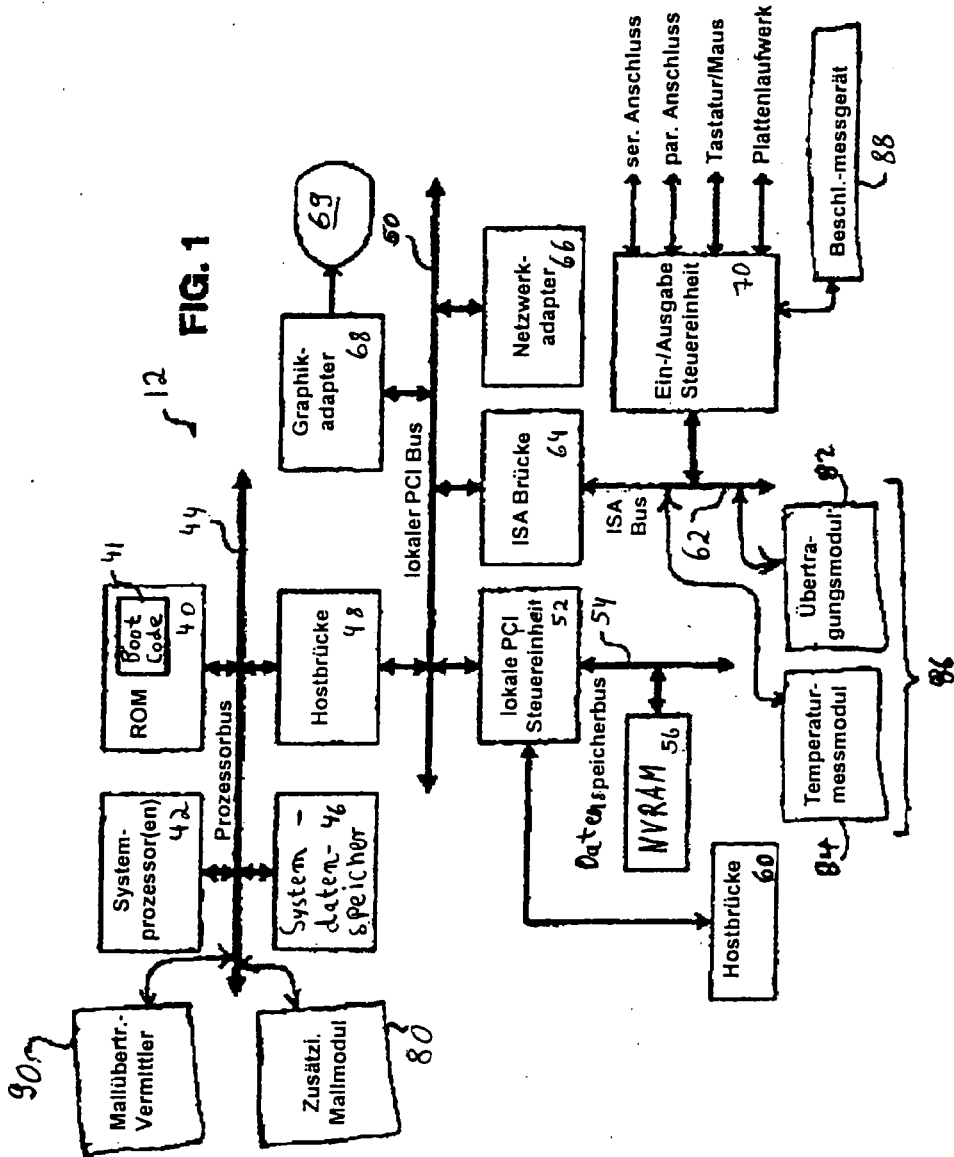 FIG. 1
12
90
Mailübertr.-
Vermittler
Zusätzl.
Mailmodul
80
System-
prozessor(en)
42
Prozessorbus
System-
daten-
speicher
46
ROM
Boot
Code
41
40
44
Hostbrücke
48
Graphik-
adapter
68
69
lokaler PCI Bus
50
lokale PCI
Steuereinheit
52
ISA Brücke
64
Netzwerk-
adapter
66
Datenspeicherbus
54
NVRAM
56
Hostbrücke
60
ISA
Bus
62
Ein-/Ausgabe
Steuereinheit
70
ser. Anschluss
par. Anschluss
Tastatur/Maus
Plattenlaufwerk
Beschl.-messgerät
88
Temperatur-
messmodul
84
Übertra-
gungsmodul
82
86